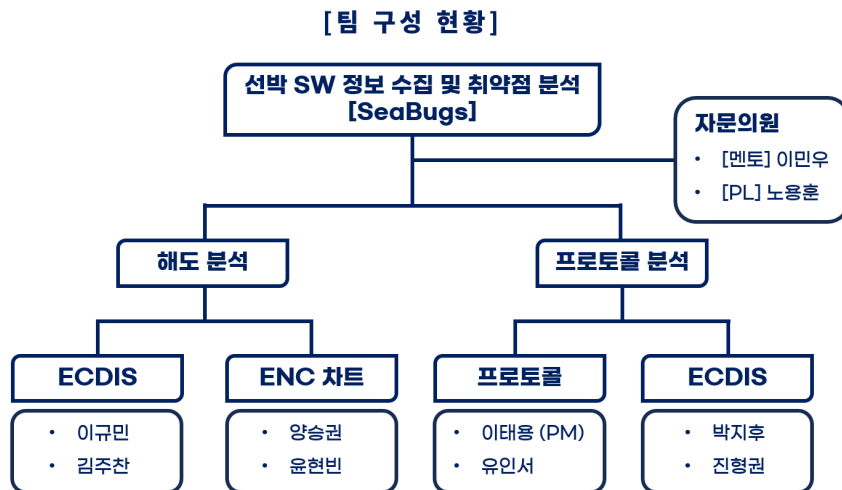 [팀 구성 현황]
선박 SW 정보 수집 및 취약점 분석
[SeaBugs]
자문의원
• [멘토] 이민우
• [PL] 노용훈
해도 분석
프로토콜 분석
ECDIS
• 이규민
• 김주찬
ENC 차트
• 양승권
• 윤현빈
프로토콜
• 이태용 (PM)
• 유인서
ECDIS
• 박지후
• 진형권